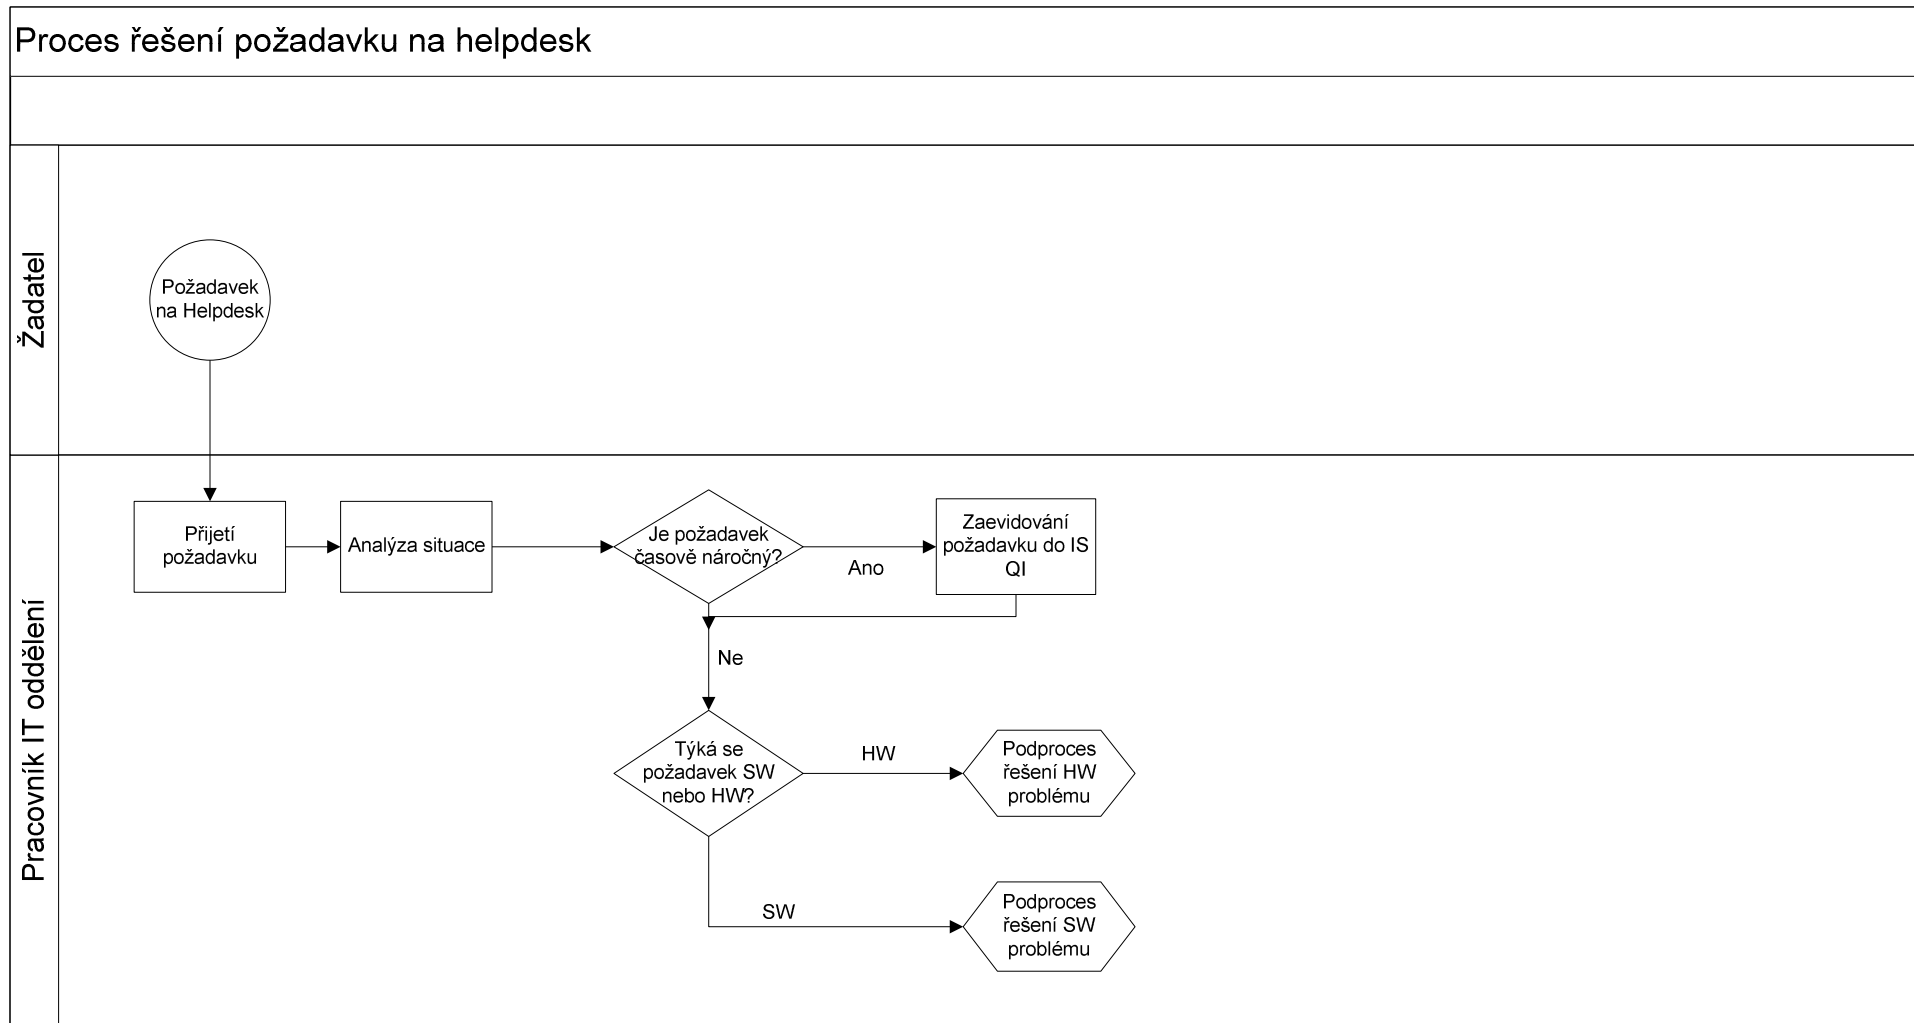 Proces řešení požadavku na helpdesk
Žadatel
Požadavek
na Helpdesk
Pracovník IT oddělení
Přijetí
požadavku
Analýza situace
Je požadavek
časově náročný?
Ano
Zaevidování
požadavku do IS
QI
Ne
Týká se
požadavek SW
nebo HW?
HW
Podproces
řešení HW
problému
SW
Podproces
řešení SW
problému